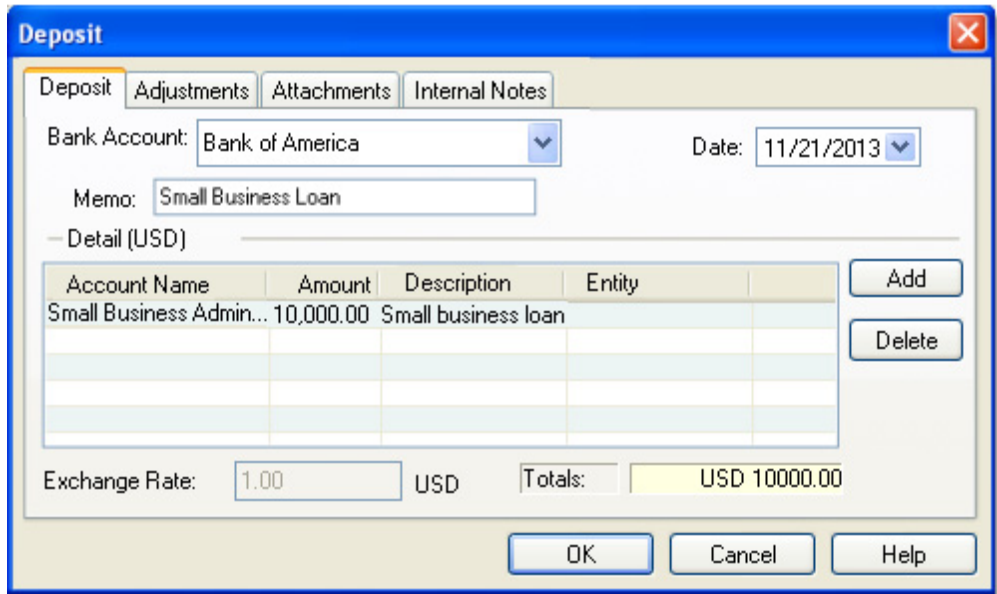 Deposit
Deposit Adjustments Attachments Internal Notes
Bank Account: Bank of America Date: 11/21/2013
Memo: Small Business Loan
Detail (USD)
Account Name Amount Description Entity Add
Small Business Admin... 10,000.00 Small business loan
Delete
Exchange Rate: 1.00 USD Totals: USD 10000.00
OK Cancel Help